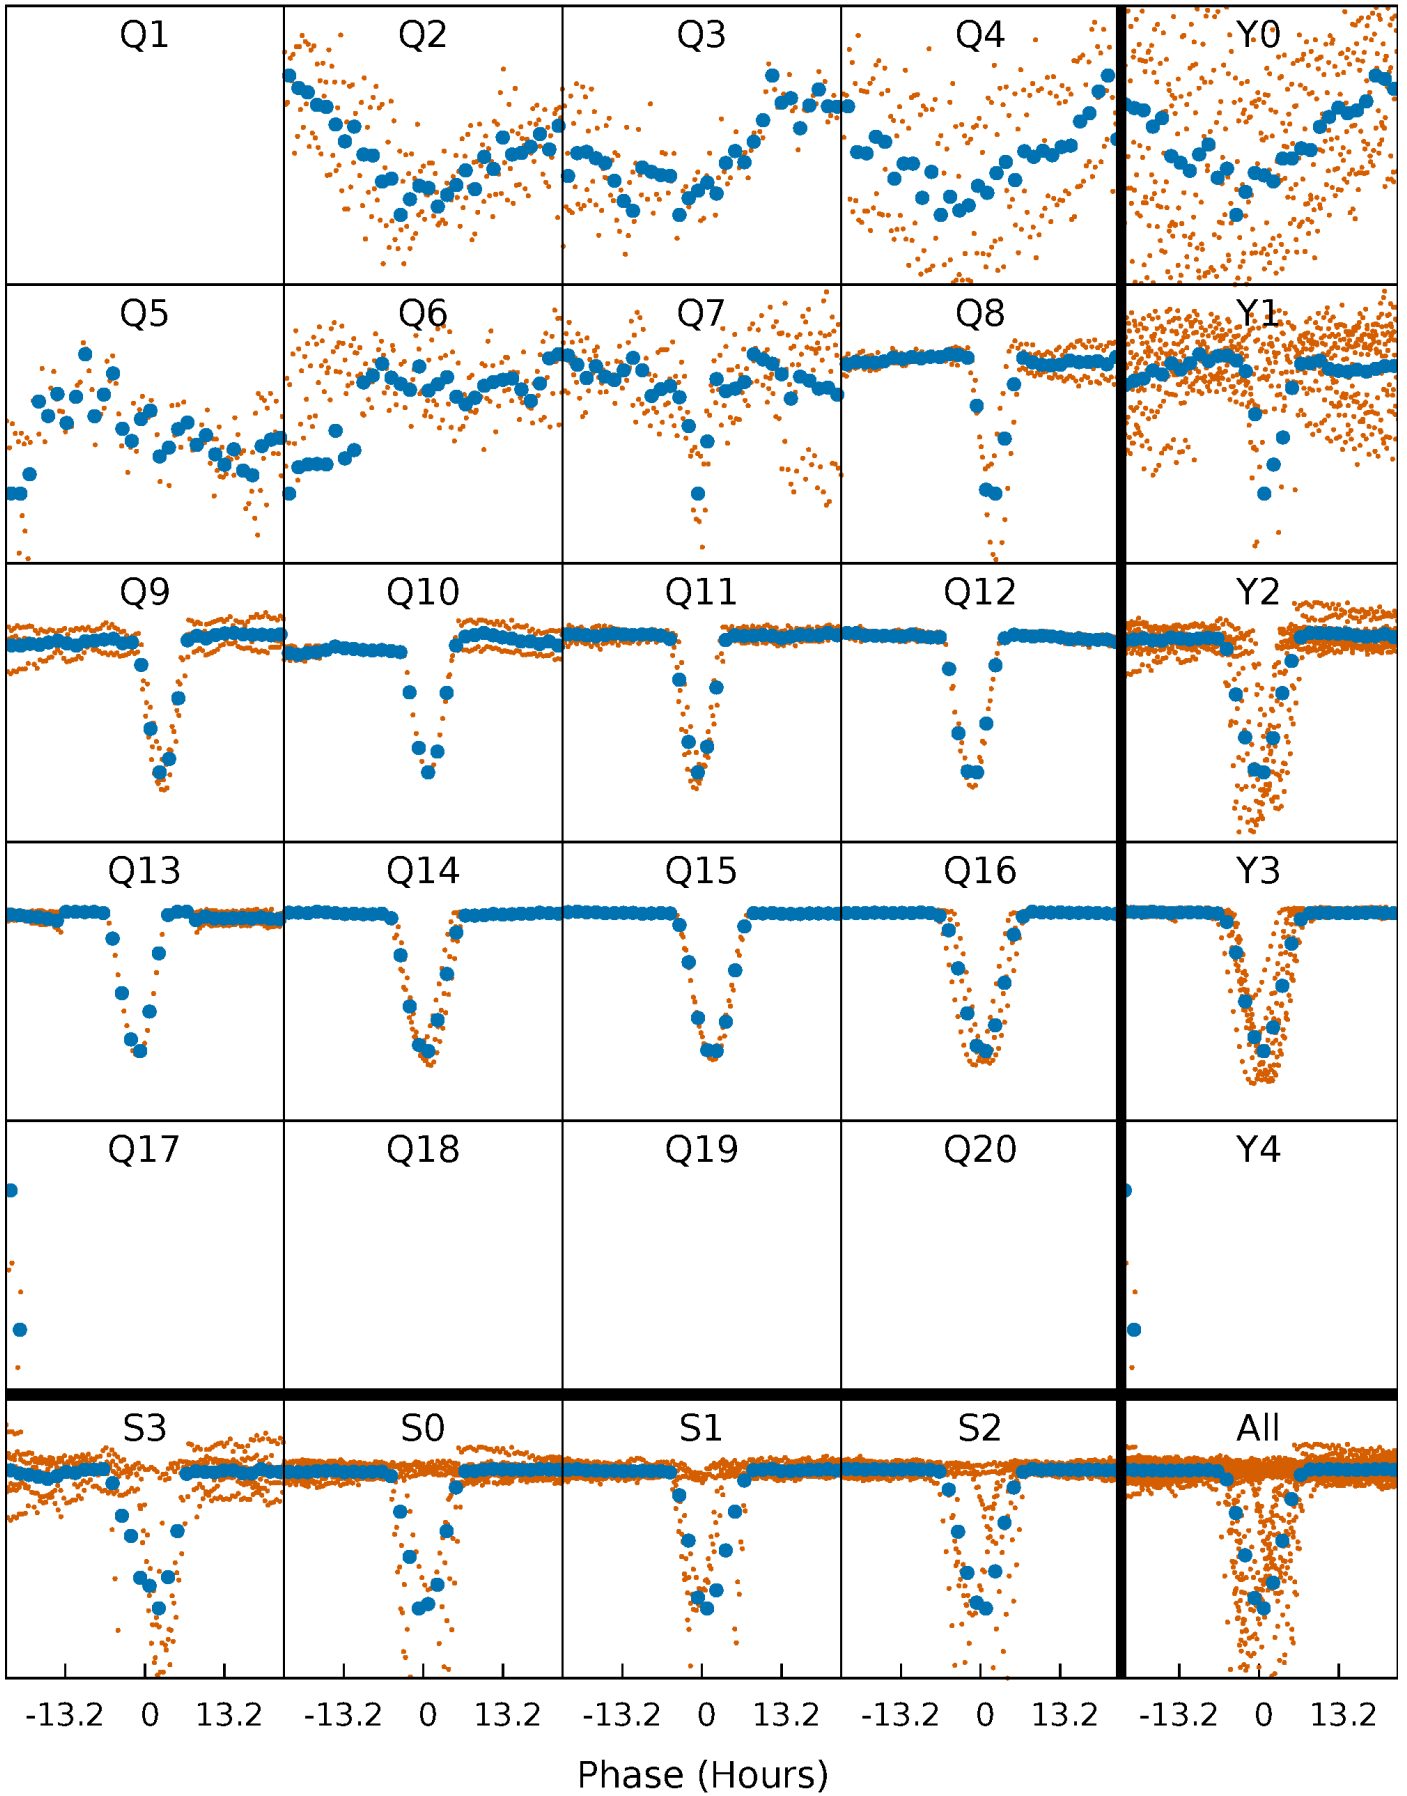 Q1 Q2 Q3 Q4 Y0
Q5 Q6 Q7 Q8 Y1
Q9 Q10 Q11 Q12 Y2
Q13 Q14 Q15 Q16 Y3
Q17 Q18 Q19 Q20 Y4
S3 S0 S1 S2 All
-13.2 0 13.2 -13.2 0 13.2 -13.2 0 13.2 -13.2 0 13.2 -13.2 0 13.2
Phase (Hours)